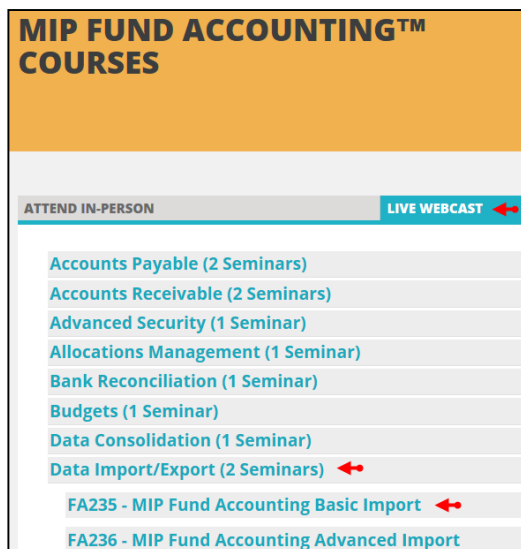 MIP FUND ACCOUNTING™
COURSES
ATTEND IN-PERSON
LIVE WEBCAST
Accounts Payable (2 Seminars)
Accounts Receivable (2 Seminars)
Advanced Security (1 Seminar)
Allocations Management (1 Seminar)
Bank Reconciliation (1 Seminar)
Budgets (1 Seminar)
Data Consolidation (1 Seminar)
Data Import/Export (2 Seminars)
FA235 - MIP Fund Accounting Basic Import
FA236 - MIP Fund Accounting Advanced Import